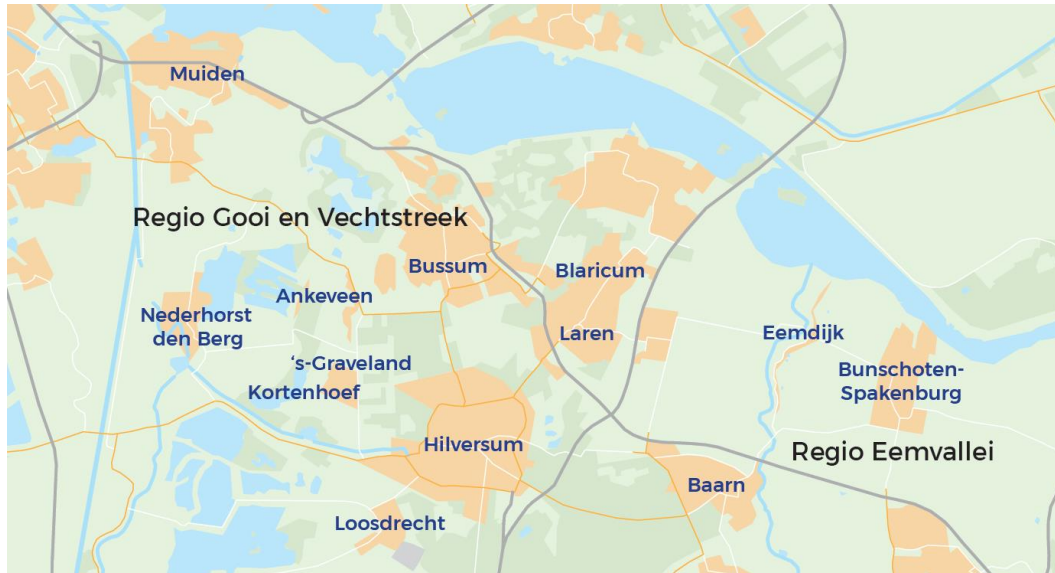 Muiden
Regio Gooi en Vechtstreek
Bussum
Blaricum
Ankeveen
Nederhorst
den Berg
Laren
Eemdijk
's-Graveland
Kortenhoef
Bunschoten-
Spakenburg
Hilversum
Regio Eemvallei
Baarn
Loosdrecht